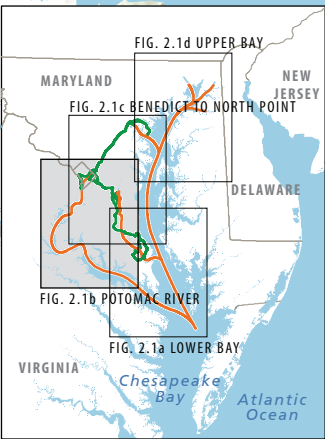 FIG. 2.1d UPPER BAY
MARYLAND
NEW
JERSEY
FIG. 2.1c BENEDICT TO NORTH POINT
DELAWARE
FIG. 2.1b POTOMAC RIVER
FIG. 2.1a LOWER BAY
VIRGINIA
Chesapeake
Bay
Atlantic
Ocean